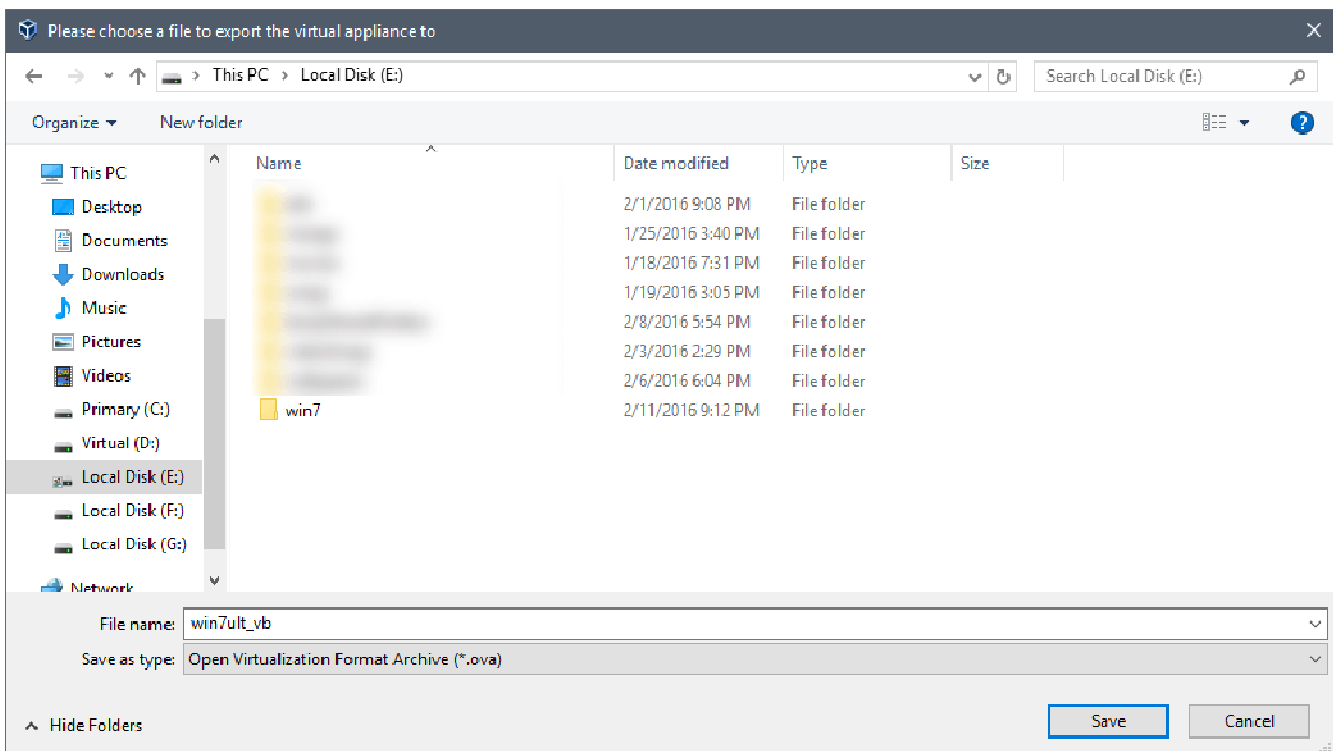 Please choose a file to export the virtual appliance to
This PC > Local Disk (E:)
Search Local Disk (E:)
Organize
New folder
Name Date modified Type Size
This PC
Desktop
Documents
Downloads
Music
Pictures
Videos
Primary (C:)
Virtual (D:)
Local Disk (E:)
Local Disk (F:)
Local Disk (G:)
Network
2/1/2016 9:08 PM File folder
1/25/2016 3:40 PM File folder
1/18/2016 7:31 PM File folder
1/19/2016 3:05 PM File folder
2/8/2016 5:54 PM File folder
2/3/2016 2:29 PM File folder
2/6/2016 6:04 PM File folder
win7 2/11/2016 9:12 PM File folder
File name: win7ult_vb
Save as type: Open Virtualization Format Archive (*.ova)
Hide Folders
Save
Cancel